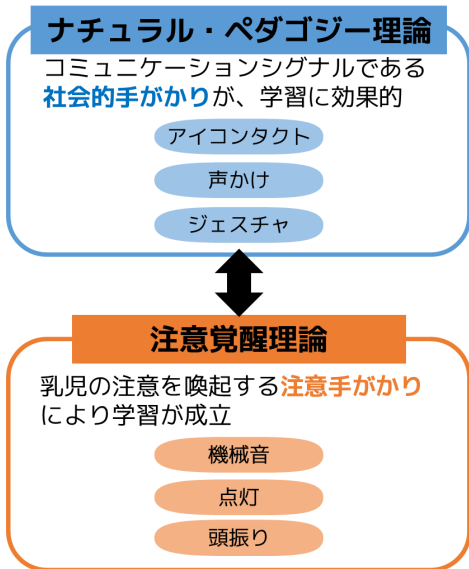 ナチュラル・ペダゴジー理論
コミュニケーションシグナルである
社会的手がかりが、学習に効果的
アイコンタクト
声かけ
ジェスチャ
注意覚醒理論
乳児の注意を喚起する注意手がかり
により学習が成立
機械音
点灯
頭振り